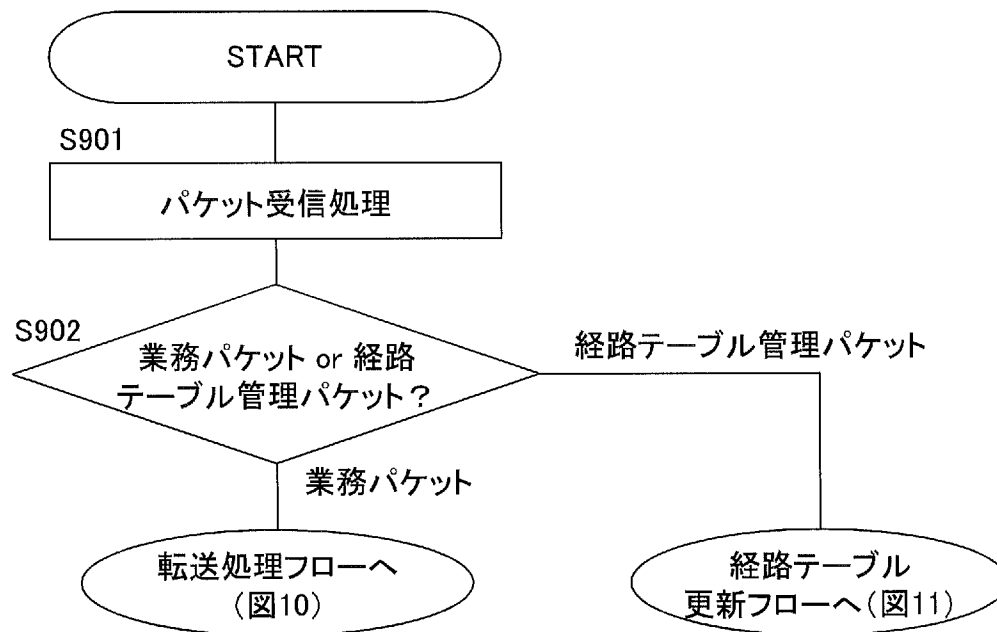 START
S901
パケット受信処理
S902
業務パケット or 経路
テーブル管理パケット？
経路テーブル管理パケット
業務パケット
転送処理フローへ
（図10）
経路テーブル
更新フローへ（図11）